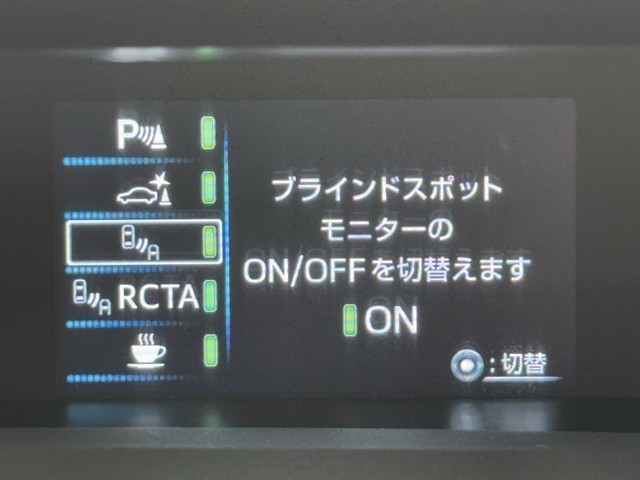 P
RCTA
ブラインドスポット
モニターの
ON/OFFを切替えます
ON
:切替